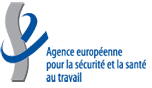 Agence européenne
pour la sécurité et la santé
au travail